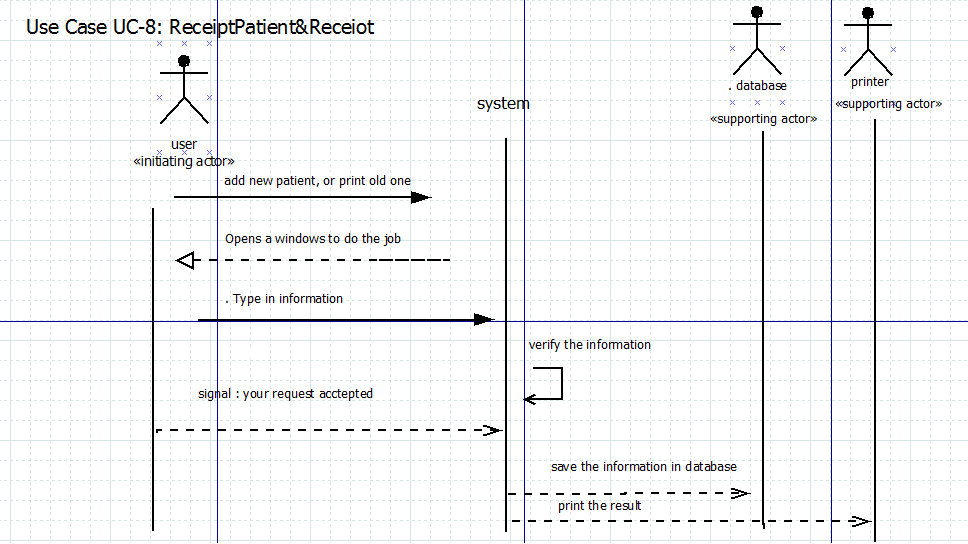 Use Case UC-8: ReceiptPatient&Receiot
. database
printer
«supporting actor»
system
«supporting actor»
user
«initiating actor»
add new patient, or print old one
Opens a windows to do the job
. Type in information
verify the information
signal : your request acctepted
save the information in database
print the result